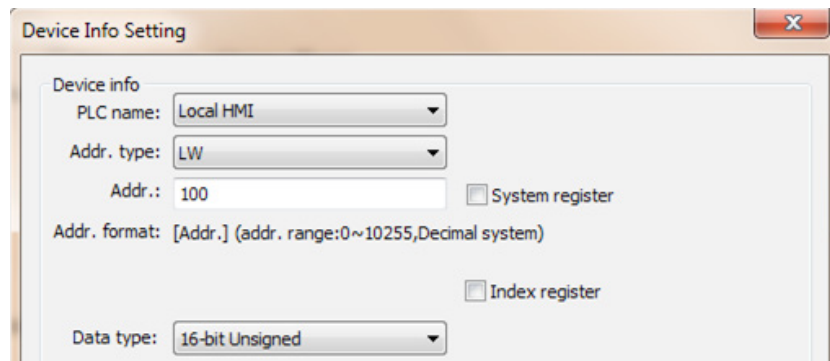 Device Info Setting
Device info
PLC name: Local HMI
Addr. type: LW
Addr.: 100 System register
Addr. format: [Addr.] (addr. range:0~10255,Decimal system)
Index register
Data type: 16-bit Unsigned